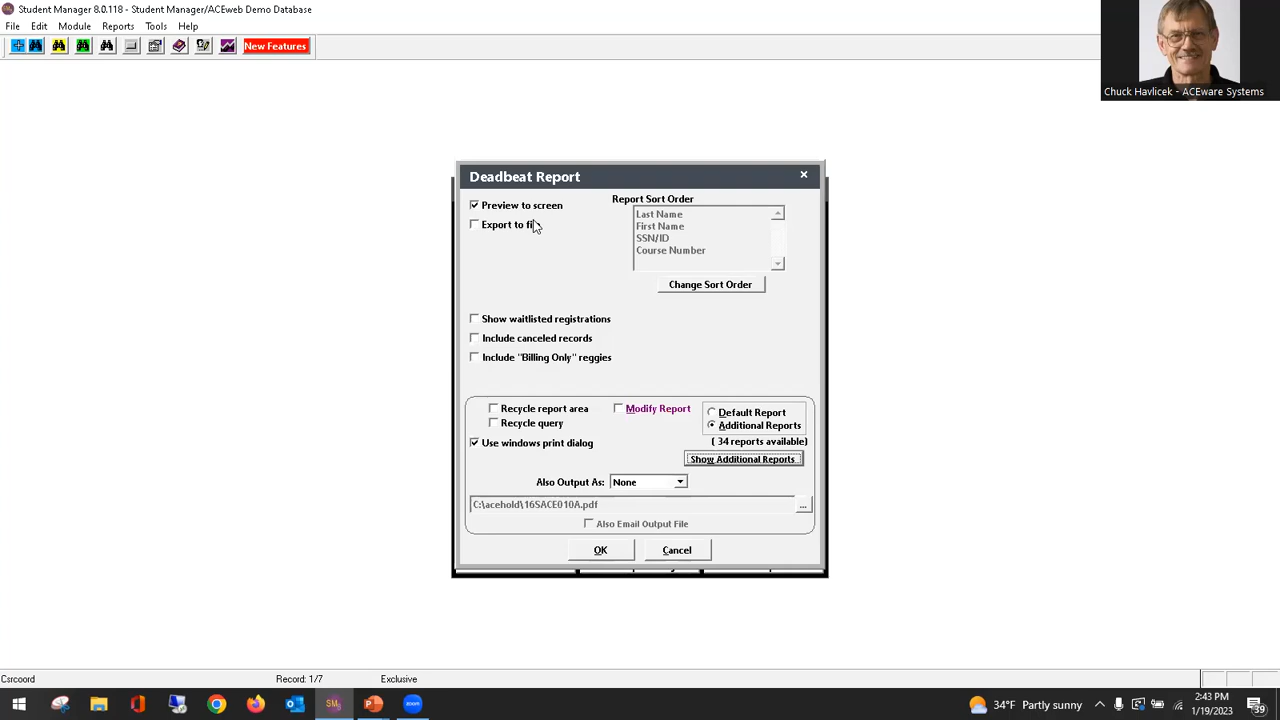 Student Manager 8.0.118 - Student Manager/ACEweb Demo Database
File Edit Module Reports Tools Help
New Features
Chuck Havlicek - ACEware Systems
Deadbeat Report
Preview to screen
Export to
Report Sort Order
Last Name
First Name
SSN/ID
Course Number
Change Sort Order
Show waitlisted registrations
Include canceled records
Include "Billing Only" reggies
Recycle report area
Recycle query
Modify Report
Default Report
Additional Reports
( 34 reports available)
Use windows print dialog
Show Additional Reports
Also Output As: None
C:\acehold\16SACE010A.pdf
...
Also Email Output File
OK Cancel
Csrcoord Record: 1/7 Exclusive
34°F Partly sunny
2:43 PM
1/19/2023
39